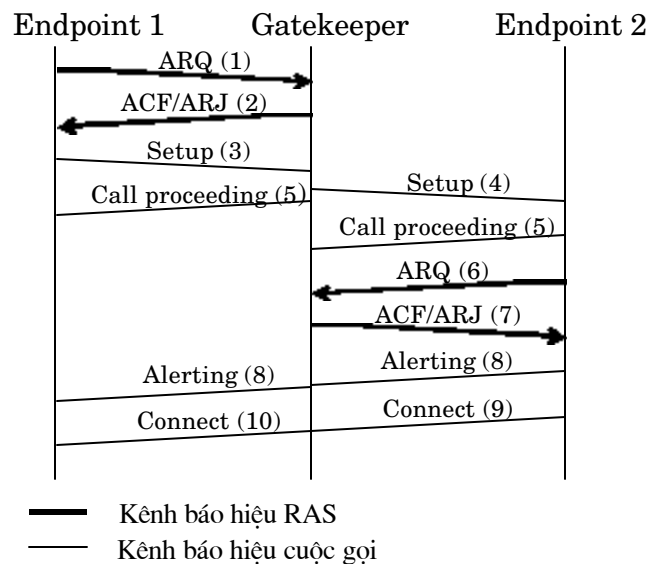 Endpoint 1 Gatekeeper Endpoint 2
ARQ (1)
ACF/ARJ (2)
Setup (3)
Setup (4)
Call proceeding (5)
Call proceeding (5)
ARQ (6)
ACF/ARJ (7)
Alerting (8)
Alerting (8)
Connect (9)
Connect (10)
Kênh báo hiệu RAS
Kênh báo hiệu cuộc gọi